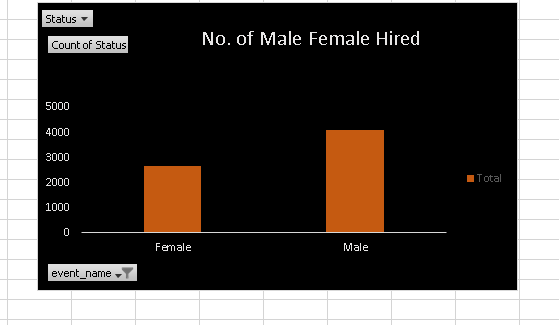 Status
Count of Status
No. of Male Female Hired
5000
4000
3000
2000
1000
0
Female
Male
Total
event_name